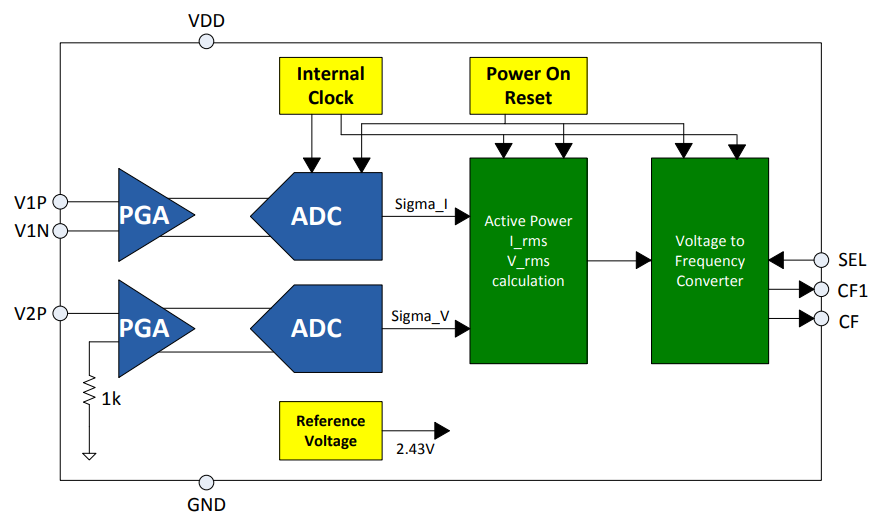 VDD
Internal
Clock
Power On
Reset
V1P
V1N
PGA
ADC
Sigma_I
Active Power
I_rms
V_rms
calculation
Voltage to
Frequency
Converter
SEL
CF1
CF
V2P
PGA
ADC
Sigma_V
1k
Reference
Voltage
2.43V
GND